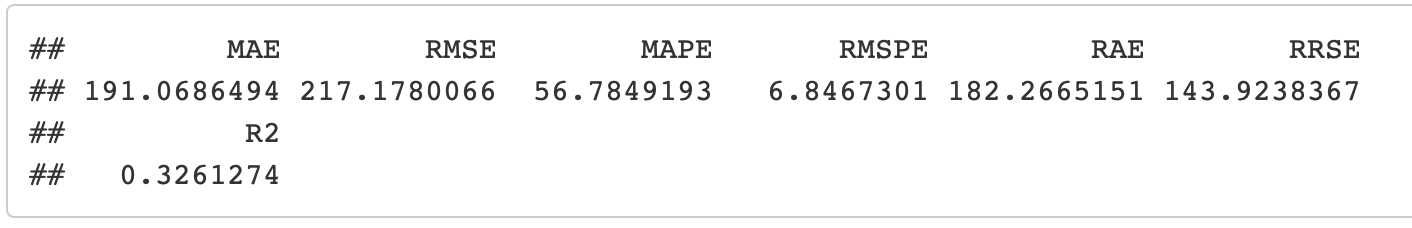 ##         MAE        RMSE        MAPE       RMSPE         RAE        RRSE
## 191.0686494 217.1780066  56.7849193   6.8467301 182.2665151 143.9238367
##          R2
##   0.3261274